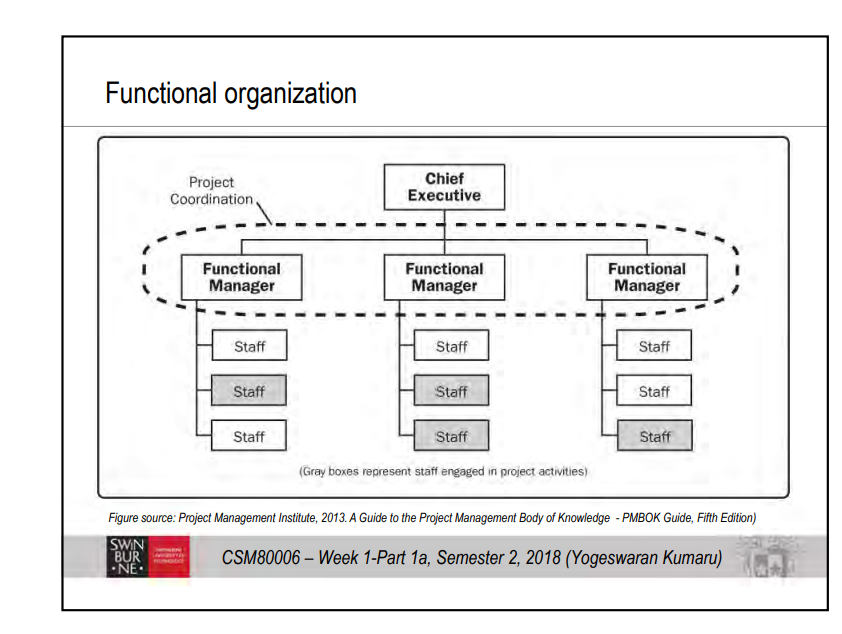 Functional organization
Project
Coordination
Chief
Executive
Functional
Manager
Functional
Manager
Functional
Manager
Staff
Staff
Staff
Staff
Staff
Staff
Staff
Staff
Staff
(Gray boxes represent staff engaged in project activities)
Figure source: Project Management Institute, 2013. A Guide to the Project Management Body of Knowledge - PMBOK Guide, Fifth Edition)
SWIN
BUR
•NE•
CSM80006 – Week 1-Part 1a, Semester 2, 2018 (Yogeswaran Kumaru)